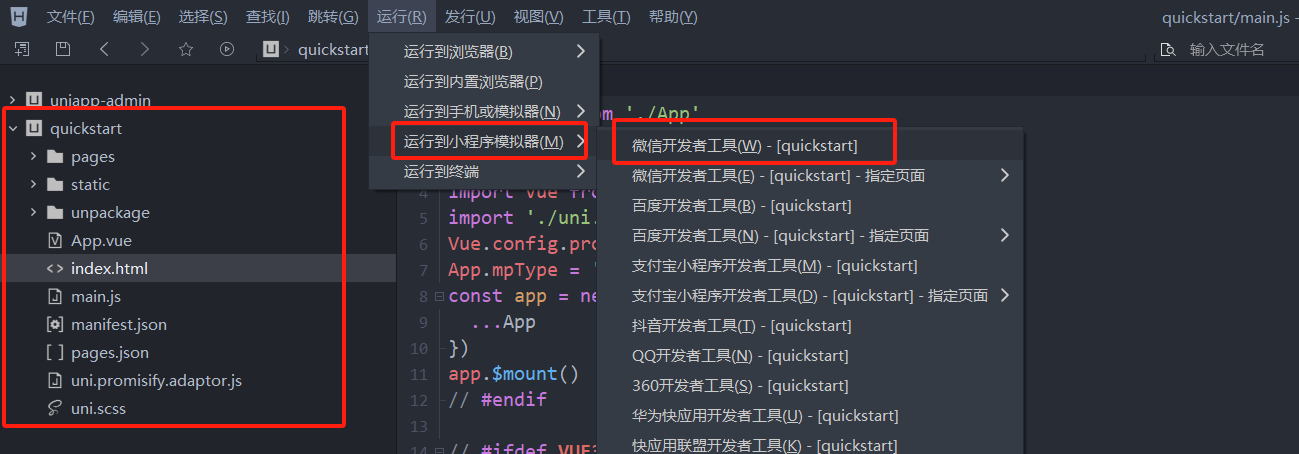 文件(F) 编辑(E) 选择(S) 查找(I) 跳转(G) 运行(R) 发行(U) 视图(V) 工具(T) 帮助(Y) quickstart/main.js -
U quickstart 输入文件名
U uniapp-admin
U quickstart
pages
static
unpackage
App.vue
<> index.html
main.js
manifest.json
[ ] pages.json
uni.promisify.adaptor.js
uni.scss
运行到浏览器(B)
运行到内置浏览器(P)
运行到手机或模拟器(N)
运行到小程序模拟器(M)
运行到终端
微信开发者工具(W) - [quickstart]
微信开发者工具(E) - [quickstart] - 指定页面
百度开发者工具(B) - [quickstart]
百度开发者工具(N) - [quickstart] - 指定页面
支付宝小程序开发者工具(M) - [quickstart]
支付宝小程序开发者工具(D) - [quickstart] - 指定页面
抖音开发者工具(T) - [quickstart]
QQ开发者工具(N) - [quickstart]
360开发者工具(S) - [quickstart]
华为快应用开发者工具(U) - [quickstart]
快应用联盟开发者工具(K) - [quickstart]
om './App'
4 import Vue fro
5 import './uni.
6 Vue.config.pro
7 App.mpType = '
8 const app = ne
9 ...App
10 })
11 app.$mount()
12 // #endif
13
14 // #ifdef VUE3